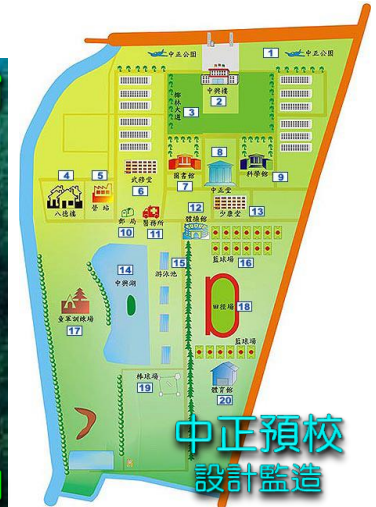 中正公園
1
中正公園
中興樓
2
椰林大道
3
4
八德樓
5
營站
武修堂
6
圖書館
7
8
中正堂
科學館
9
郵局
10
醫務所
11
12
體操館
少康堂
13
14
中興湖
15
游泳池
籃球場
16
童軍訓練場
17
田徑場
18
籃球場
棒球場
19
體育館
20
中正預校
設計監造